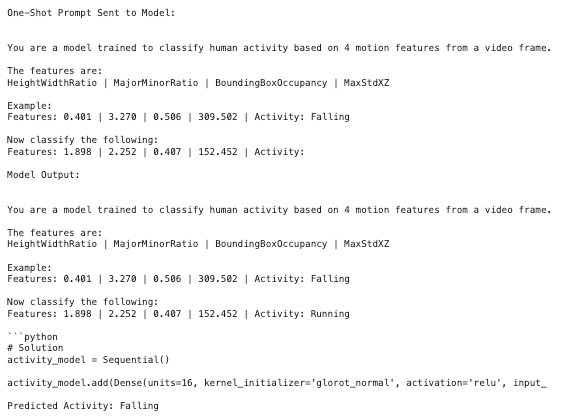 One-Shot Prompt Sent to Model:
You are a model trained to classify human activity based on 4 motion features from a video frame.
The features are:
HeightWidthRatio | MajorMinorRatio | BoundingBoxOccupancy | MaxStdXZ
Example:
Features: 0.401 | 3.270 | 0.506 | 309.502 | Activity: Falling
Now classify the following:
Features: 1.898 | 2.252 | 0.407 | 152.452 | Activity:
Model Output:
You are a model trained to classify human activity based on 4 motion features from a video frame.
The features are:
HeightWidthRatio | MajorMinorRatio | BoundingBoxOccupancy | MaxStdXZ
Example:
Features: 0.401 | 3.270 | 0.506 | 309.502 | Activity: Falling
Now classify the following:
Features: 1.898 | 2.252 | 0.407 | 152.452 | Activity: Running
```python
# Solution
activity_model = Sequential()
activity_model.add(Dense(units=16, kernel_initializer='glorot_normal', activation='relu', input_
Predicted Activity: Falling